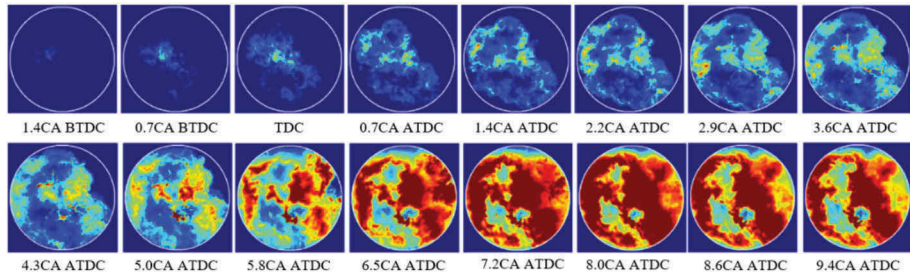 1.4CA BTDC 0.7CA BTDC TDC 0.7CA ATDC 1.4CA ATDC 2.2CA ATDC 2.9CA ATDC 3.6CA ATDC
4.3CA ATDC 5.0CA ATDC 5.8CA ATDC 6.5CA ATDC 7.2CA ATDC 8.0CA ATDC 8.6CA ATDC 9.4CA ATDC